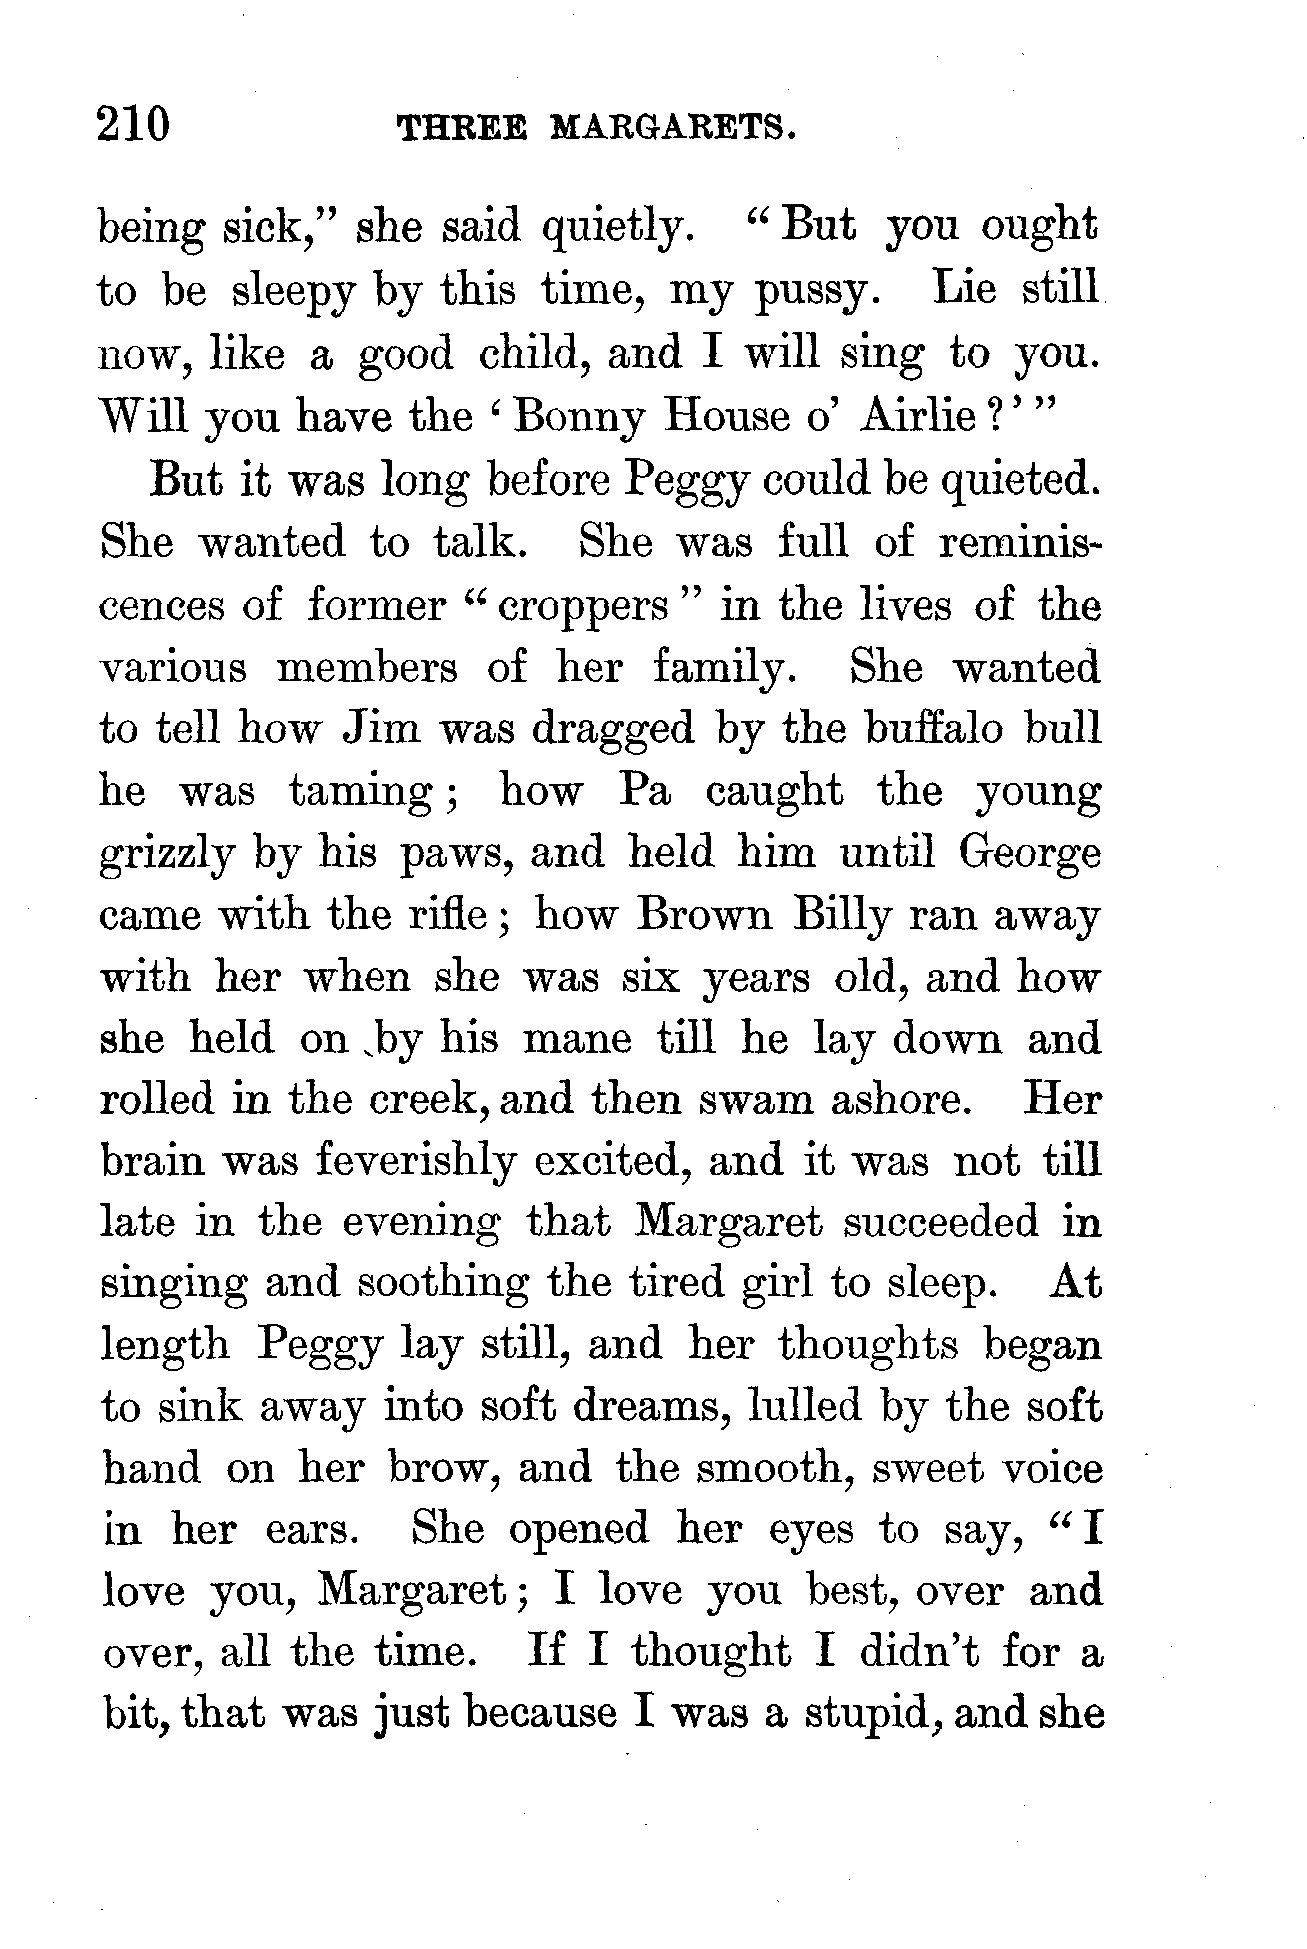 210 THREE MARGARETS.
being sick,” she said quietly. “ But you ought
to be sleepy by this time, my pussy. Lie still
now, like a good child, and I will sing to you.
Will you have the ‘ Bonny House o’ Airlie ? ’ ”
But it was long before Peggy could be quieted.
She wanted to talk. She was full of reminis-
cences of former “ croppers ” in the lives of the
various members of her family. She wanted
to tell how Jim was dragged by the buffalo bull
he was taming ; how Pa caught the young
grizzly by his paws, and held him until George
came with the rifle ; how Brown Billy ran away
with her when she was six years old, and how
she held on by his mane till he lay down and
rolled in the creek, and then swam ashore. Her
brain was feverishly excited, and it was not till
late in the evening that Margaret succeeded in
singing and soothing the tired girl to sleep. At
length Peggy lay still, and her thoughts began
to sink away into soft dreams, lulled by the soft
hand on her brow, and the smooth, sweet voice
in her ears. She opened her eyes to say, “ I
love you, Margaret ; I love you best, over and
over, all the time. If I thought I didn’t for a
bit, that was just because I was a stupid, and she